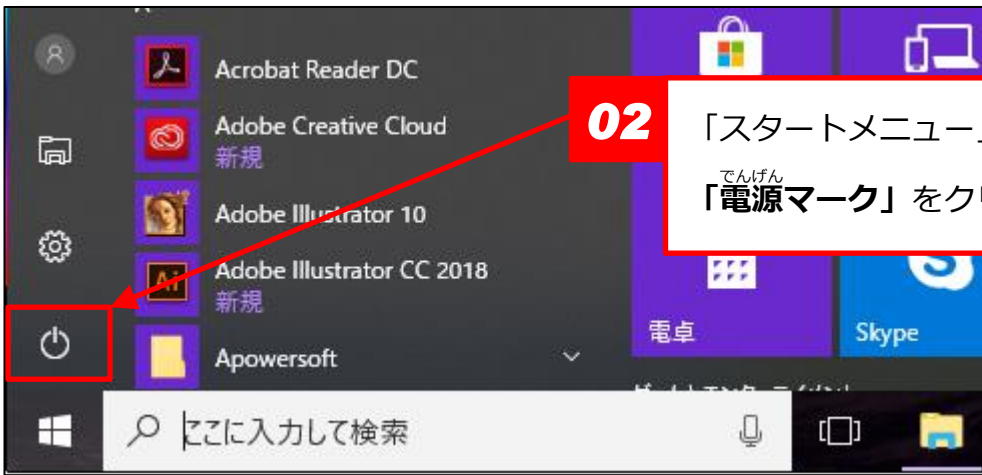 Acrobat Reader DC
Adobe Creative Cloud
新規
Adobe Illustrator 10
Adobe Illustrator CC 2018
新規
Apowersoft
02
「スタートメニュー」
でんげん
「電源マーク」をク
電卓
Skype
ここに入力して検索